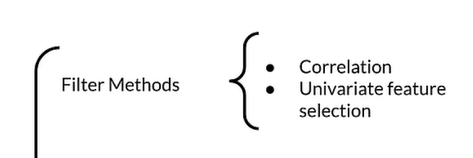 Filter Methods
• Correlation
• Univariate feature
selection